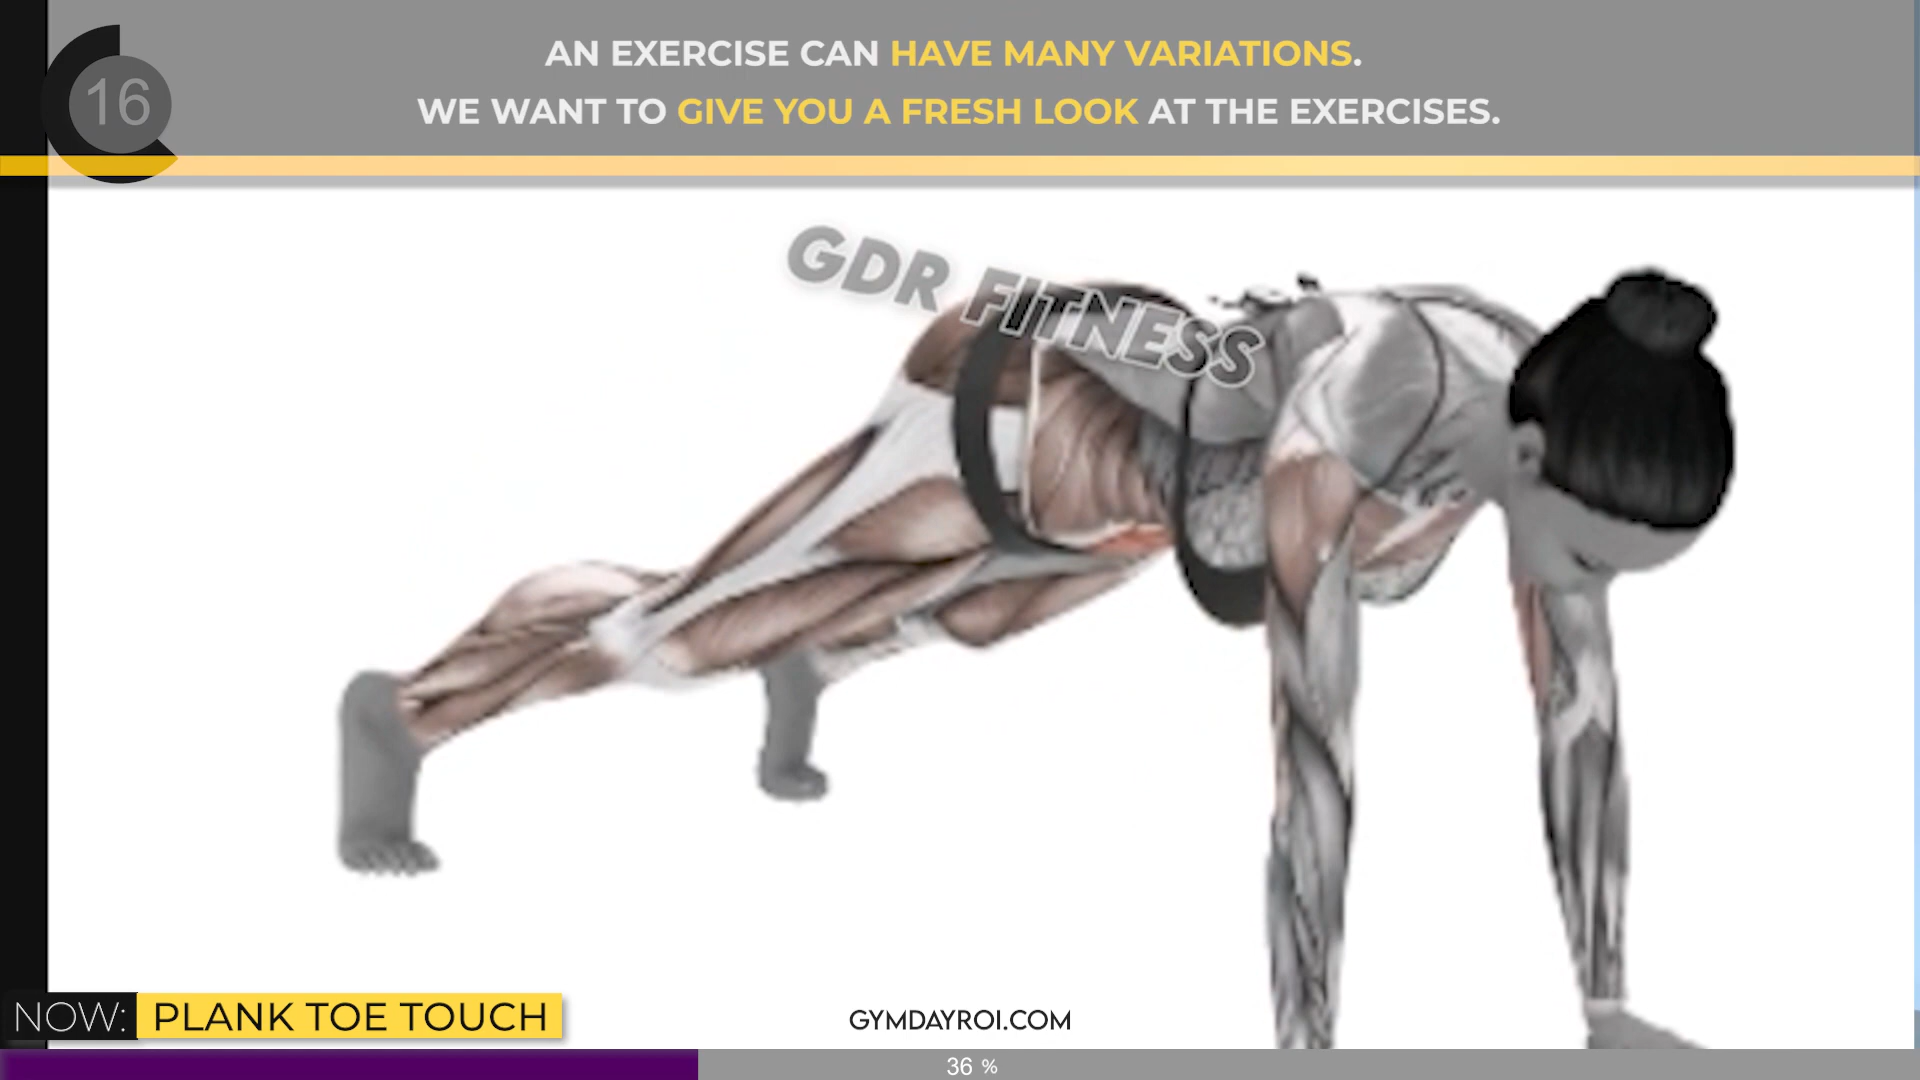 16
AN EXERCISE CAN HAVE MANY VARIATIONS.
WE WANT TO GIVE YOU A FRESH LOOK AT THE EXERCISES.
GDR FITNESS
NOW: PLANK TOE TOUCH
GYMDAYROI.COM
36 %